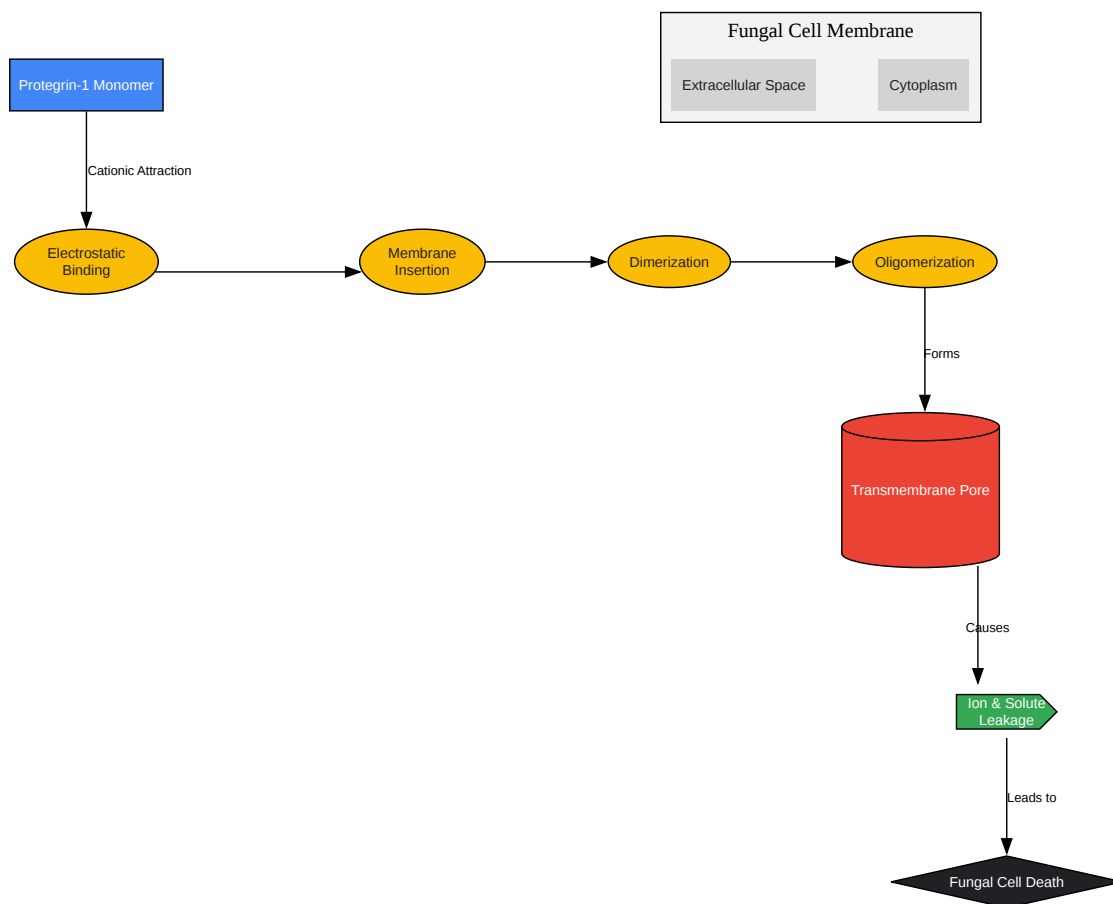 Fungal Cell Membrane
Protegrin-1 Monomer
Extracellular Space
Cytoplasm
Cationic Attraction
Electrostatic
Binding
Membrane
Insertion
Dimerization
Oligomerization
Forms
Transmembrane Pore
Causes
Ion & Solute
Leakage
Leads to
Fungal Cell Death